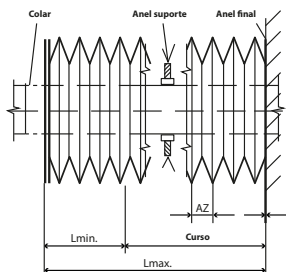 Colar
Anel suporte
Anel final
AZ
Lmin.
Curso
Lmax.